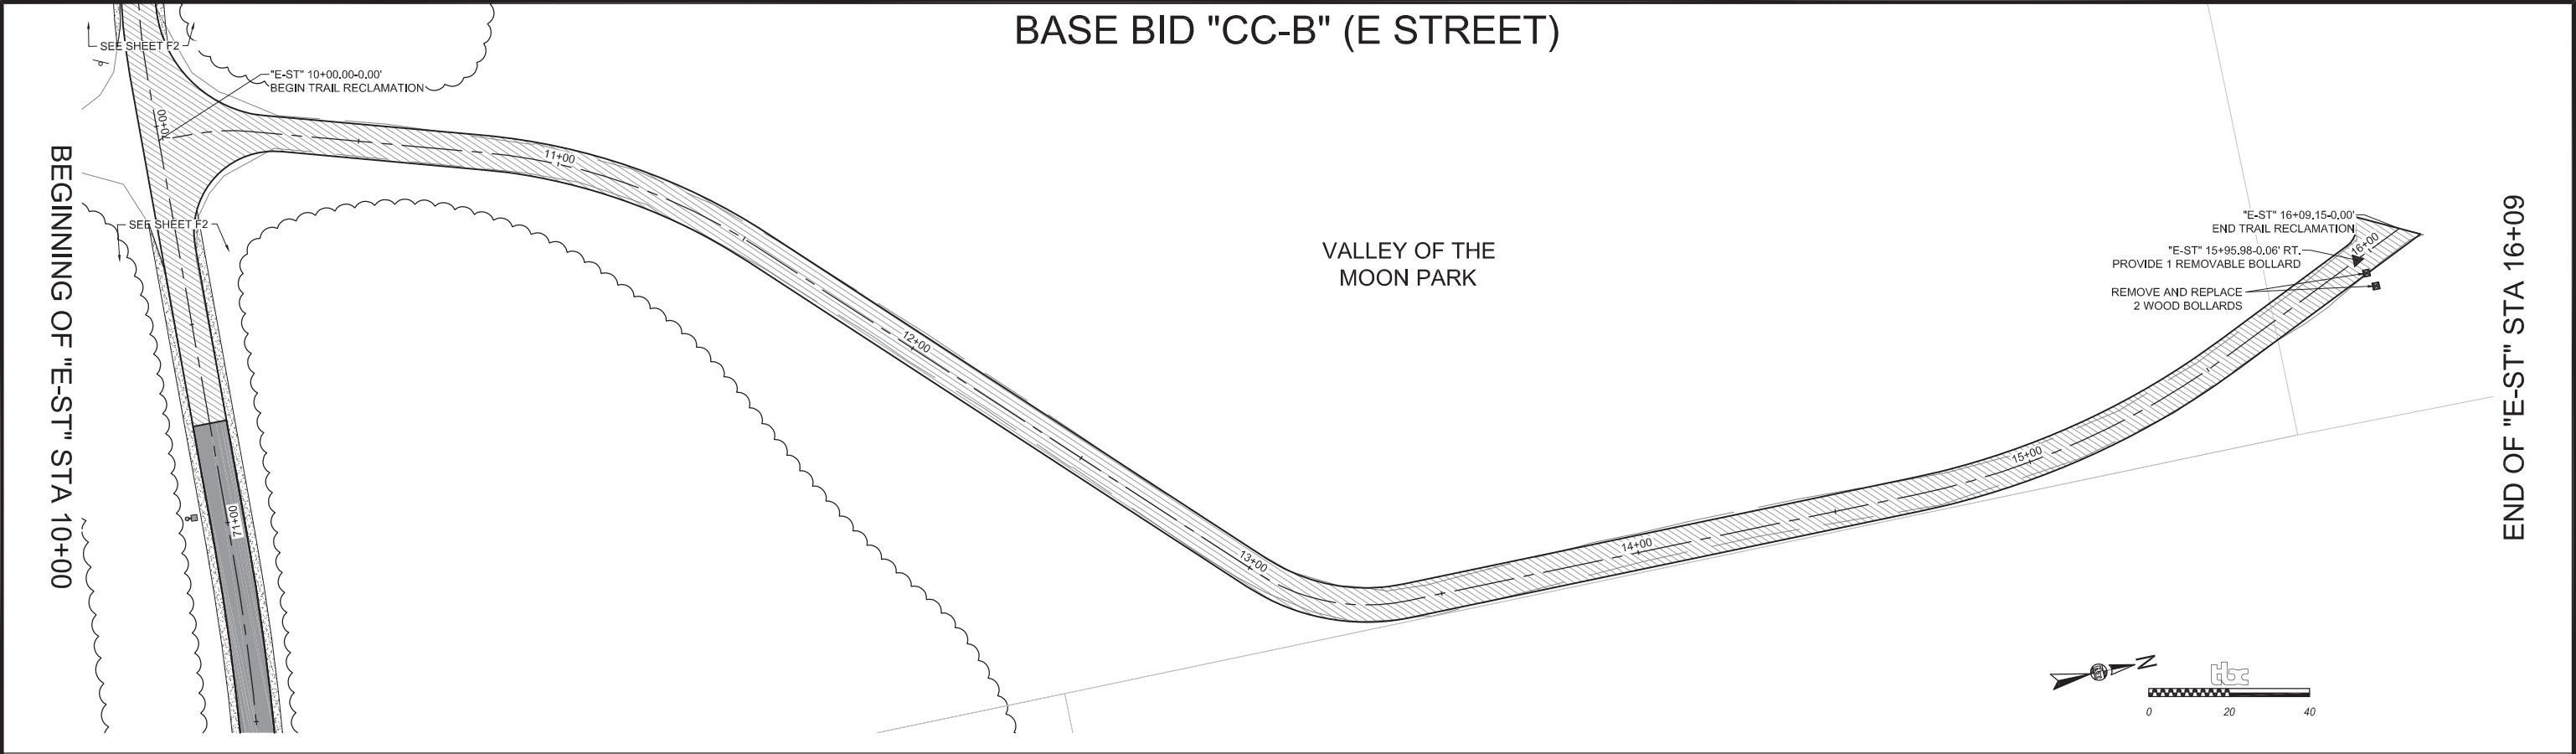 BASE BID "CC-B" (E STREET)
SEE SHEET F2
"E-ST" 10+00.00-0.00'
BEGIN TRAIL RECLAMATION
10+00
SEE SHEET F2
BEGINNING OF "E-ST" STA 10+00
71+00
11+00
12+00
13+00
14+00
15+00
16+00
VALLEY OF THE
MOON PARK
"E-ST" 16+09.15-0.00'
END TRAIL RECLAMATION
"E-ST" 15+95.98-0.06' RT.
PROVIDE 1 REMOVABLE BOLLARD
REMOVE AND REPLACE
2 WOOD BOLLARDS
END OF "E-ST" STA 16+09
N
0 20 40